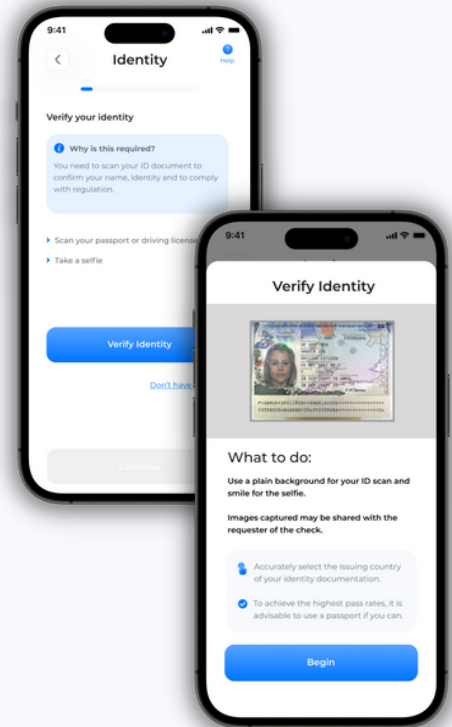 9:41
Identity
Help
Verify your identity
Why is this required?
You need to scan your ID document to
confirm your name, identity and to comply
with regulation.
Scan your passport or driving license
Take a selfie
Verify Identity
Don't have
Continue
9:41
Verify Identity
What to do:
Use a plain background for your ID scan and
smile for the selfie.
Images captured may be shared with the
requester of the check.
Accurately select the issuing country
of your identity documentation.
To achieve the highest pass rates, it is
advisable to use a passport if you can.
Begin